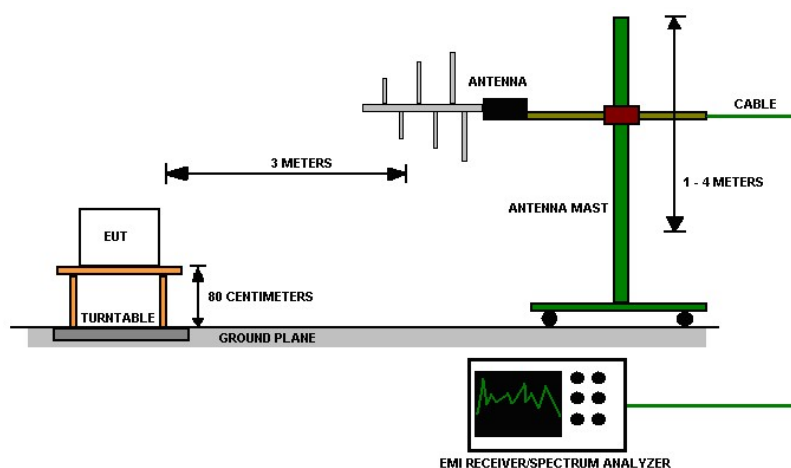 ANTENNA
CABLE
3 METERS
1 - 4 METERS
ANTENNA MAST
EUT
80 CENTIMETERS
TURNTABLE
GROUND PLANE
EMI RECEIVER/SPECTRUM ANALYZER